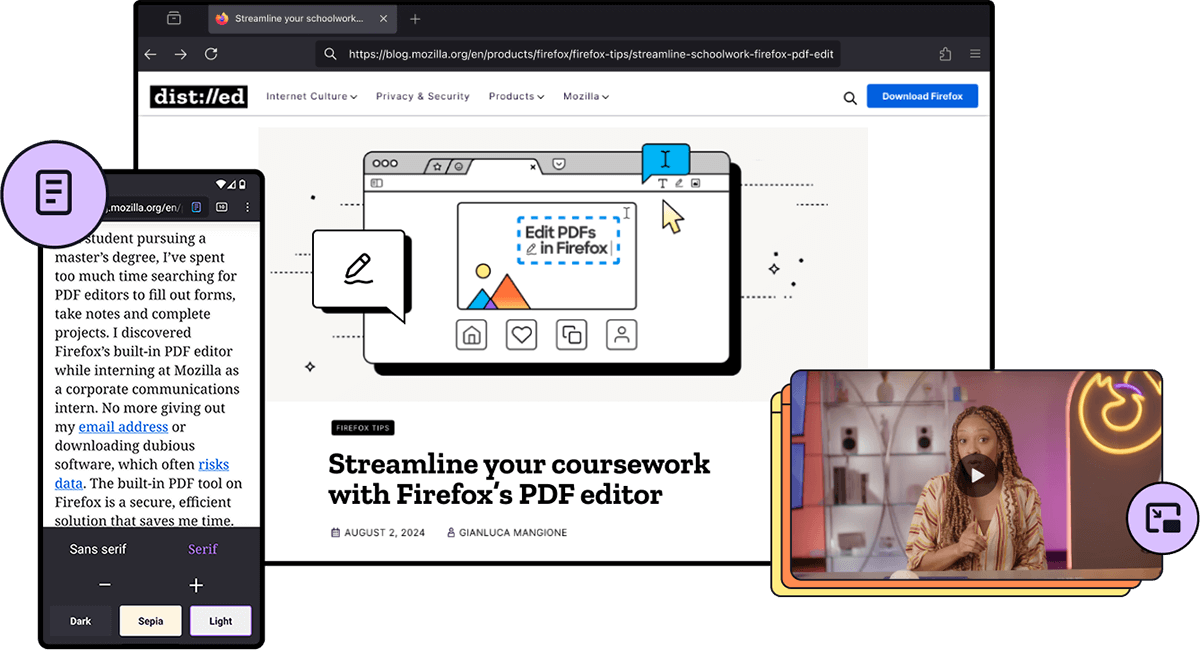 Streamline your schoolwork...
https://blog.mozilla.org/en/products/firefox/firefox-tips/streamline-schoolwork-firefox-pdf-edit
dist://ed
Internet Culture
Privacy & Security
Products
Mozilla
Download Firefox
Edit PDFs
in Firefox
FIREFOX TIPS
Streamline your coursework
with Firefox's PDF editor
AUGUST 2, 2024
GIANLUCA MANGIONE
.mozilla.org/en/
student pursuing a
master's degree, I've spent
too much time searching for
PDF editors to fill out forms,
take notes and complete
projects. I discovered
Firefox's built-in PDF editor
while interning at Mozilla as
a corporate communications
intern. No more giving out
my email address or
downloading dubious
software, which often risks
data. The built-in PDF tool on
Firefox is a secure, efficient
solution that saves me time.
Sans serif
Serif
Dark
Sepia
Light